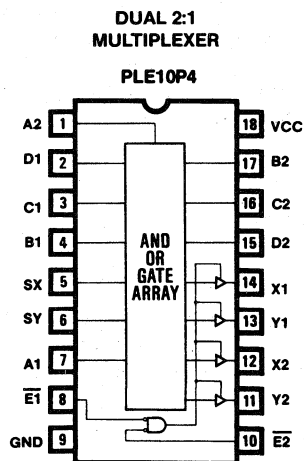 DUAL 2:1
MULTIPLEXER
PLE10P4
A2 1 18 VCC
D1 2 17 B2
C1 3 16 C2
B1 4 15 D2
AND
OR
GATE
ARRAY
SX 5 14 X1
SY 6 13 Y1
A1 7 12 X2
E1 8 11 Y2
GND 9 10 E2